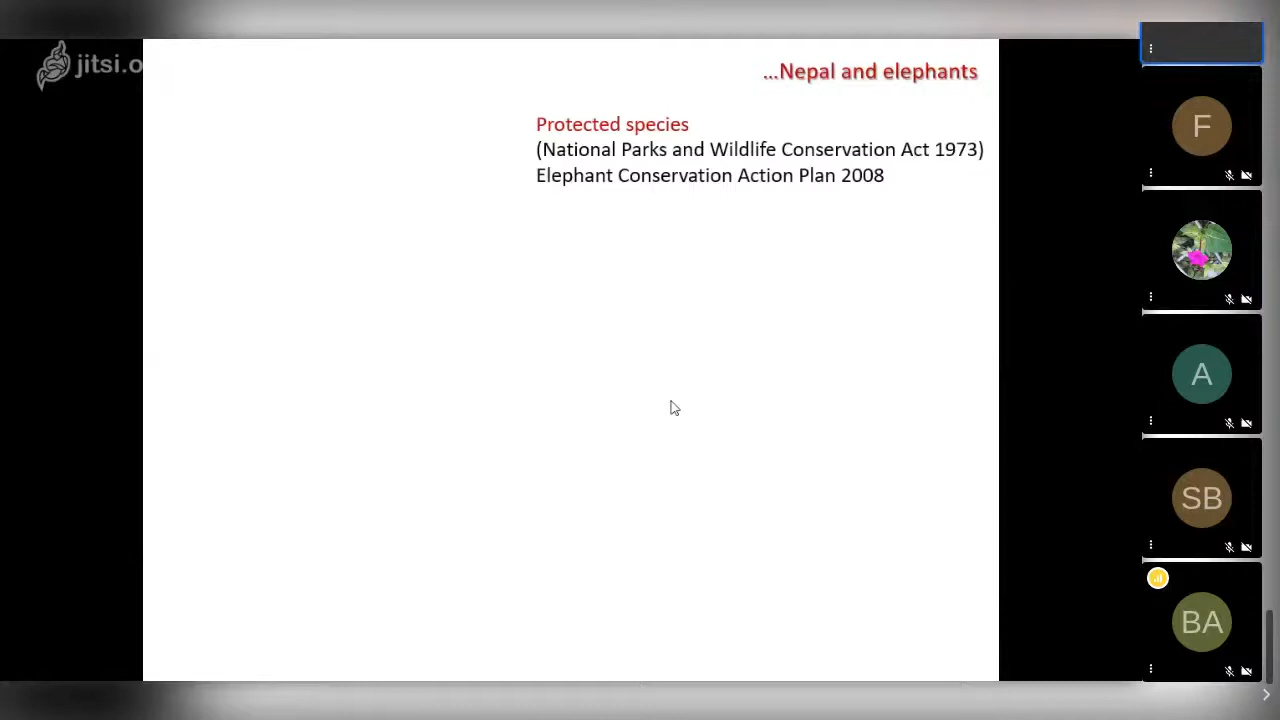 jitsi.o
...Nepal and elephants
Protected species
(National Parks and Wildlife Conservation Act 1973)
Elephant Conservation Action Plan 2008
F
A
SB
BA